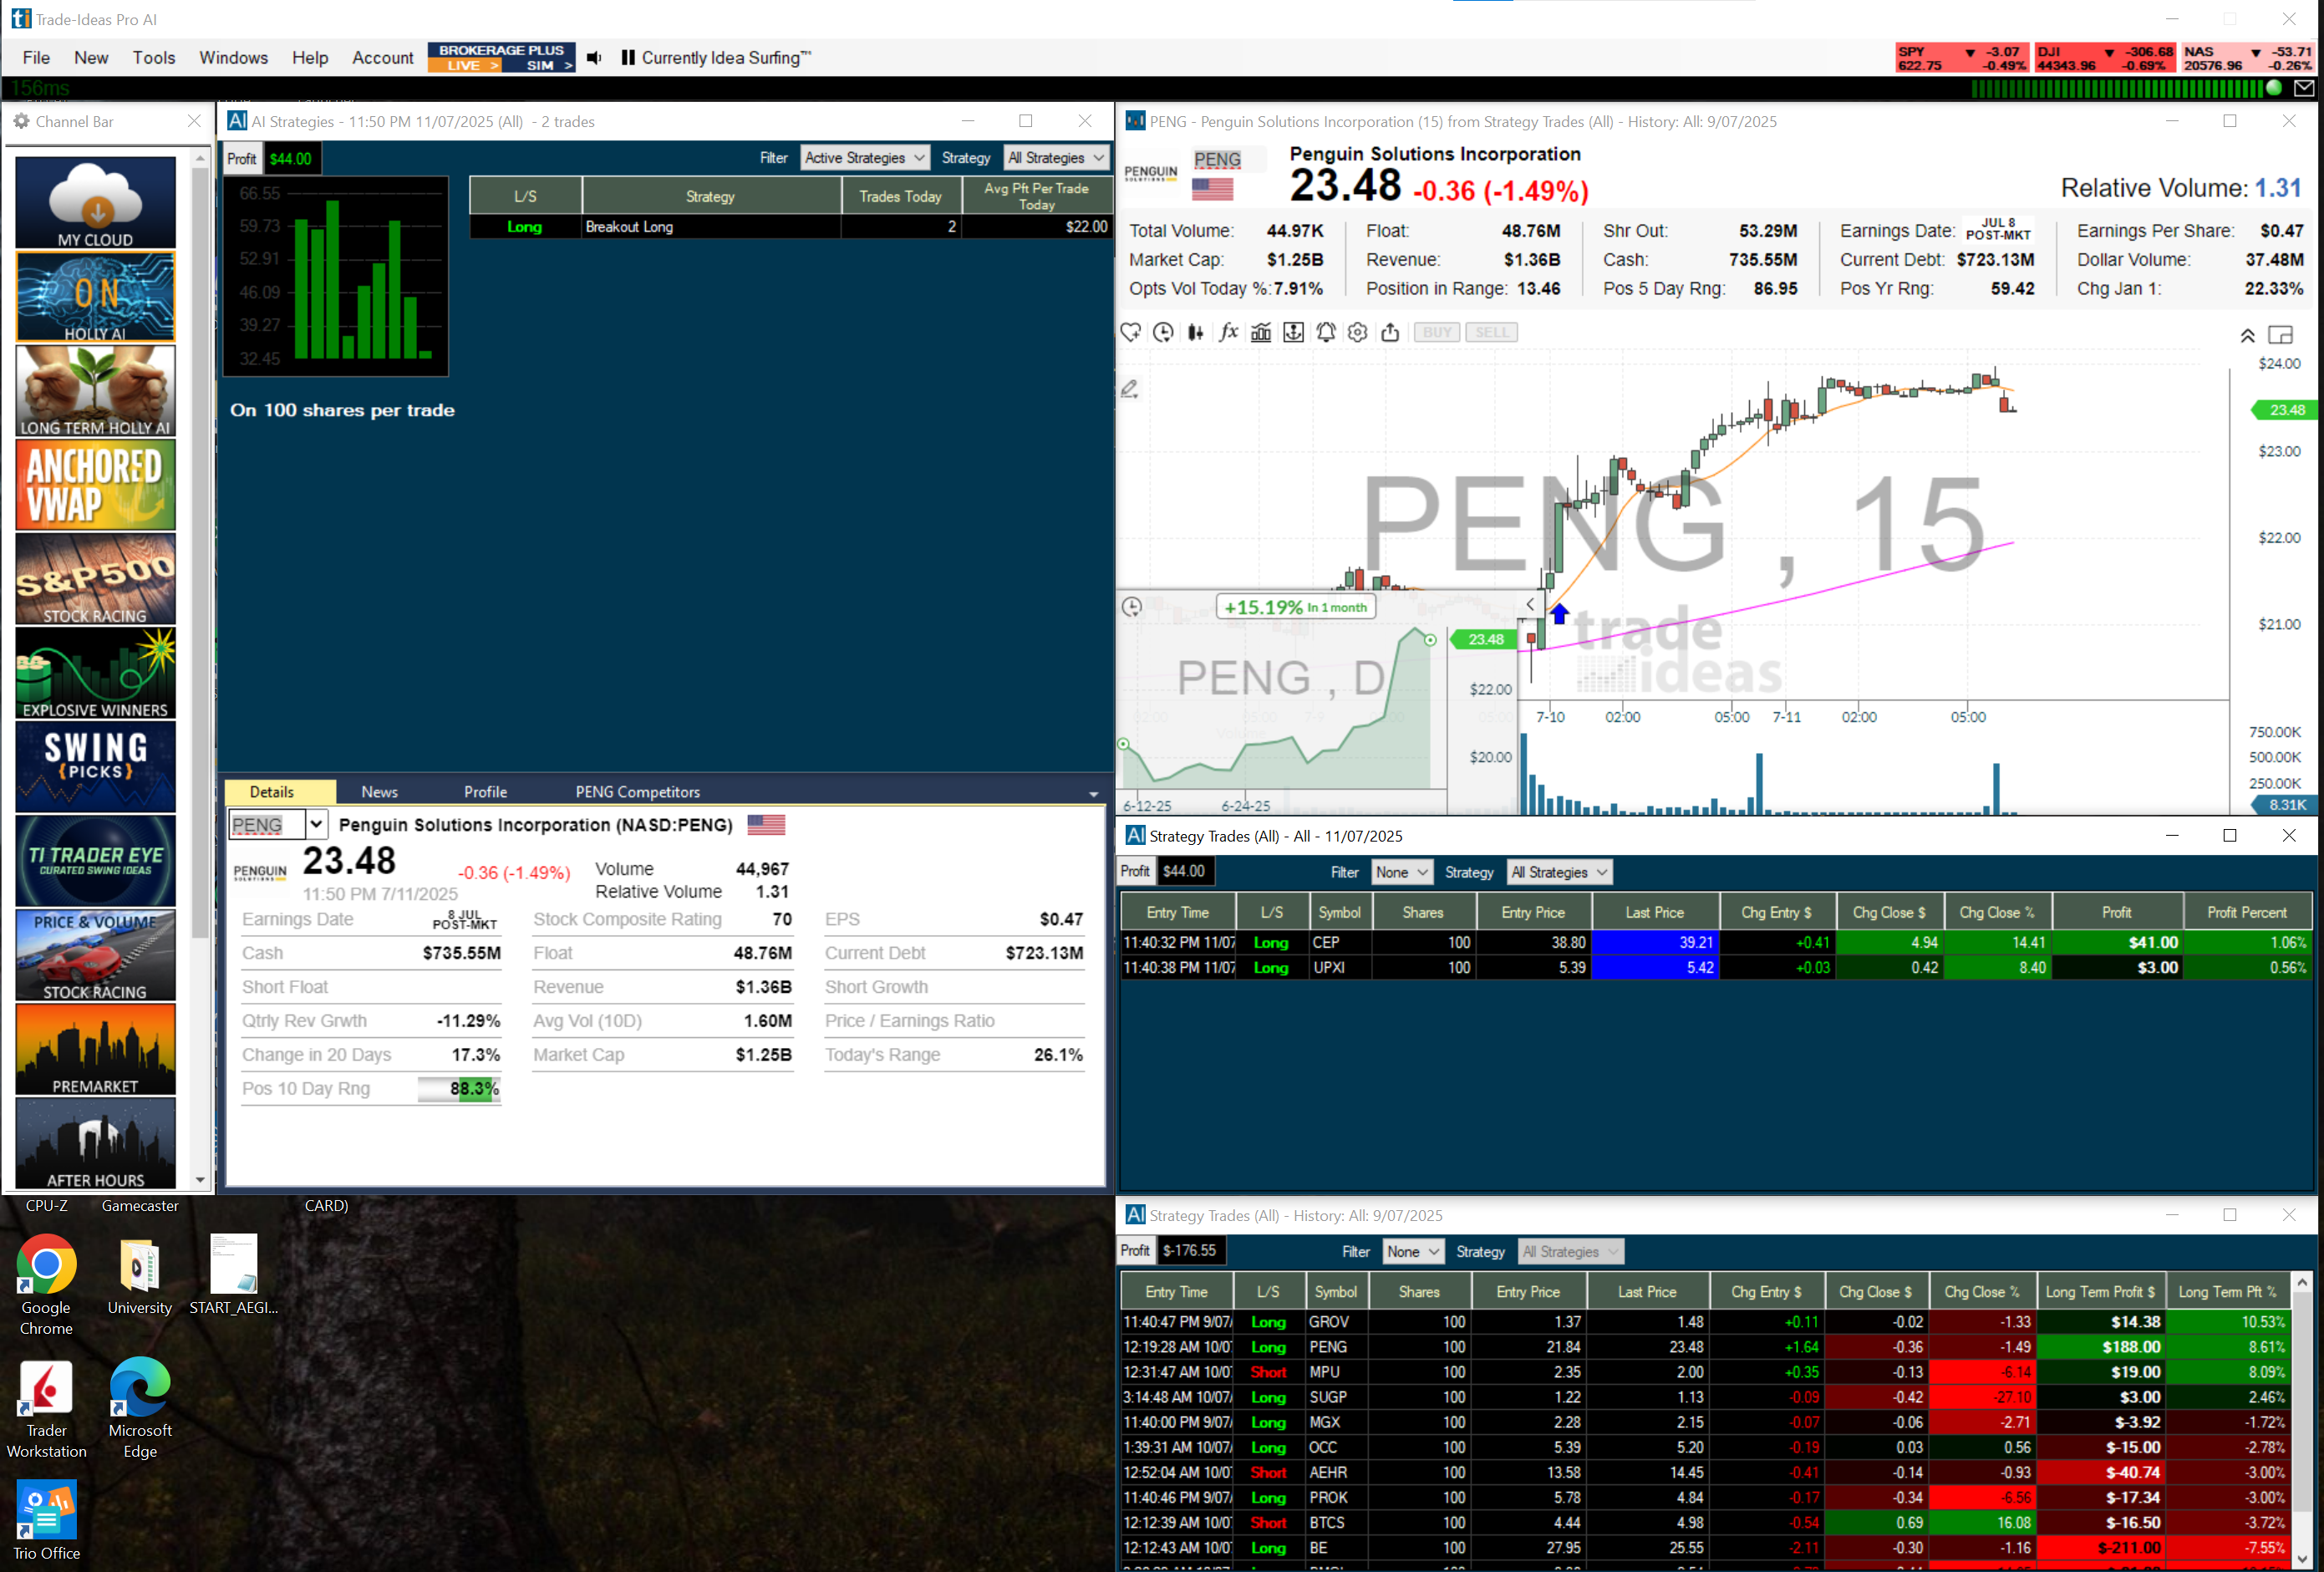 Trade-Ideas Pro AI
File New Tools Windows Help Account BROKERAGE PLUS LIVE > SIM > Currently Idea Surfing™
SPY ▼ -3.07 DJI ▼ -306.68 NAS ▼ -53.71
622.75 -0.49% 44343.96 -0.69% 20576.96 -0.26%
156ms
Channel Bar
MY CLOUD
ON
HOLLY AI
LONG TERM HOLLY AI
ANCHORED
VWAP
S&P500
STOCK RACING
EXPLOSIVE WINNERS
SWING
{PICKS}
TI TRADER EYE
CURATED SWING IDEAS
PRICE & VOLUME
STOCK RACING
PREMARKET
AFTER HOURS
AI Strategies - 11:50 PM 11/07/2025 (All) - 2 trades
Profit $44.00 Filter Active Strategies Strategy All Strategies
66.55
59.73
52.91
46.09
39.27
32.45
L/S Strategy Trades Today Avg Pft Per Trade Today
Long Breakout Long 2 $22.00
On 100 shares per trade
Details News Profile PENG Competitors
PENG Penguin Solutions Incorporation (NASD:PENG)
PENGUIN SOLUTIONS 23.48 -0.36 (-1.49%)
11:50 PM 7/11/2025
Volume 44,967
Relative Volume 1.31
Earnings Date 8 JUL POST-MKT Stock Composite Rating 70 EPS $0.47
Cash $735.55M Float 48.76M Current Debt $723.13M
Short Float Revenue $1.36B Short Growth
Qtrly Rev Grwth -11.29% Avg Vol (10D) 1.60M Price / Earnings Ratio
Change in 20 Days 17.3% Market Cap $1.25B Today's Range 26.1%
Pos 10 Day Rng 88.3%
PENG - Penguin Solutions Incorporation (15) from Strategy Trades (All) - History: All: 9/07/2025
PENGUIN SOLUTIONS PENG Penguin Solutions Incorporation
23.48 -0.36 (-1.49%)
Relative Volume: 1.31
Total Volume: 44.97K Float: 48.76M Shr Out: 53.29M Earnings Date: JUL 8 POST-MKT Earnings Per Share: $0.47
Market Cap: $1.25B Revenue: $1.36B Cash: 735.55M Current Debt: $723.13M Dollar Volume: 37.48M
Opts Vol Today %: 7.91% Position in Range: 13.46 Pos 5 Day Rng: 86.95 Pos Yr Rng: 59.42 Chg Jan 1: 22.33%
fx BUY SELL
PENG , 15
trade
ideas
$24.00
23.48
$23.00
$22.00
$21.00
7-10 02:00 05:00 7-11 02:00 05:00
750.00K
500.00K
250.00K
8.31K
+15.19% In 1 month
PENG , D
23.48
$22.00
$20.00
6-12-25 6-24-25
Strategy Trades (All) - All - 11/07/2025
Profit $44.00 Filter None Strategy All Strategies
Entry Time L/S Symbol Shares Entry Price Last Price Chg Entry $ Chg Close $ Chg Close % Profit Profit Percent
11:40:32 PM 11/07 Long CEP 100 38.80 39.21 +0.41 4.94 14.41 $41.00 1.06%
11:40:38 PM 11/07 Long UPXI 100 5.39 5.42 +0.03 0.42 8.40 $3.00 0.56%
Strategy Trades (All) - History: All: 9/07/2025
Profit $-176.55 Filter None Strategy All Strategies
Entry Time L/S Symbol Shares Entry Price Last Price Chg Entry $ Chg Close $ Chg Close % Long Term Profit $ Long Term Pft %
11:40:47 PM 9/07/ Long GROV 100 1.37 1.48 +0.11 -0.02 -1.33 $14.38 10.53%
12:19:28 AM 10/0 Long PENG 100 21.84 23.48 +1.64 -0.36 -1.49 $188.00 8.61%
12:31:47 AM 10/0 Short MPU 100 2.35 2.00 +0.35 -0.13 -6.14 $19.00 8.09%
3:14:48 AM 10/07/ Long SUGP 100 1.22 1.13 -0.09 -0.42 -27.10 $3.00 2.46%
11:40:00 PM 9/07/ Long MGX 100 2.28 2.15 -0.07 -0.06 -2.71 $-3.92 -1.72%
1:39:31 AM 10/07/ Long OCC 100 5.39 5.20 -0.19 0.03 0.56 $-15.00 -2.78%
12:52:04 AM 10/0 Short AEHR 100 13.58 14.45 -0.41 -0.14 -0.93 $-40.74 -3.00%
11:40:46 PM 9/07/ Long PROK 100 5.78 4.84 -0.17 -0.34 -6.56 $-17.34 -3.00%
12:12:39 AM 10/0 Short BTCS 100 4.44 4.98 -0.54 0.69 16.08 $-16.50 -3.72%
12:12:43 AM 10/0 Long BE 100 27.95 25.55 -2.11 -0.30 -1.16 $-211.00 -7.55%
CPU-Z Gamecaster CARD)
Google Chrome
University
START_AEGI...
Trader Workstation
Microsoft Edge
Trio Office